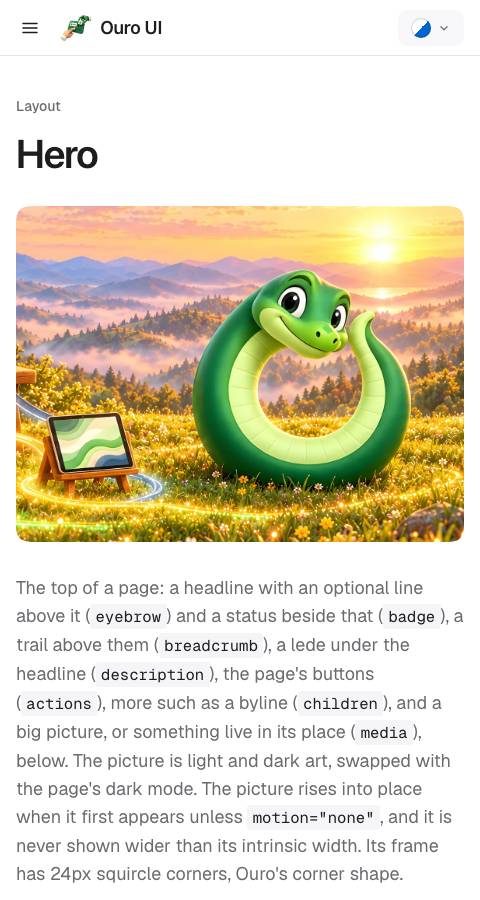 Ouro UI
Layout
Hero
The top of a page: a headline with an optional line
above it ( eyebrow ) and a status beside that ( badge ), a
trail above them ( breadcrumb ), a lede under the
headline ( description ), the page's buttons
( actions ), more such as a byline ( children ), and a
big picture, or something live in its place ( media ),
below. The picture is light and dark art, swapped with
the page's dark mode. The picture rises into place
when it first appears unless motion="none" , and it is
never shown wider than its intrinsic width. Its frame
has 24px squircle corners, Ouro's corner shape.